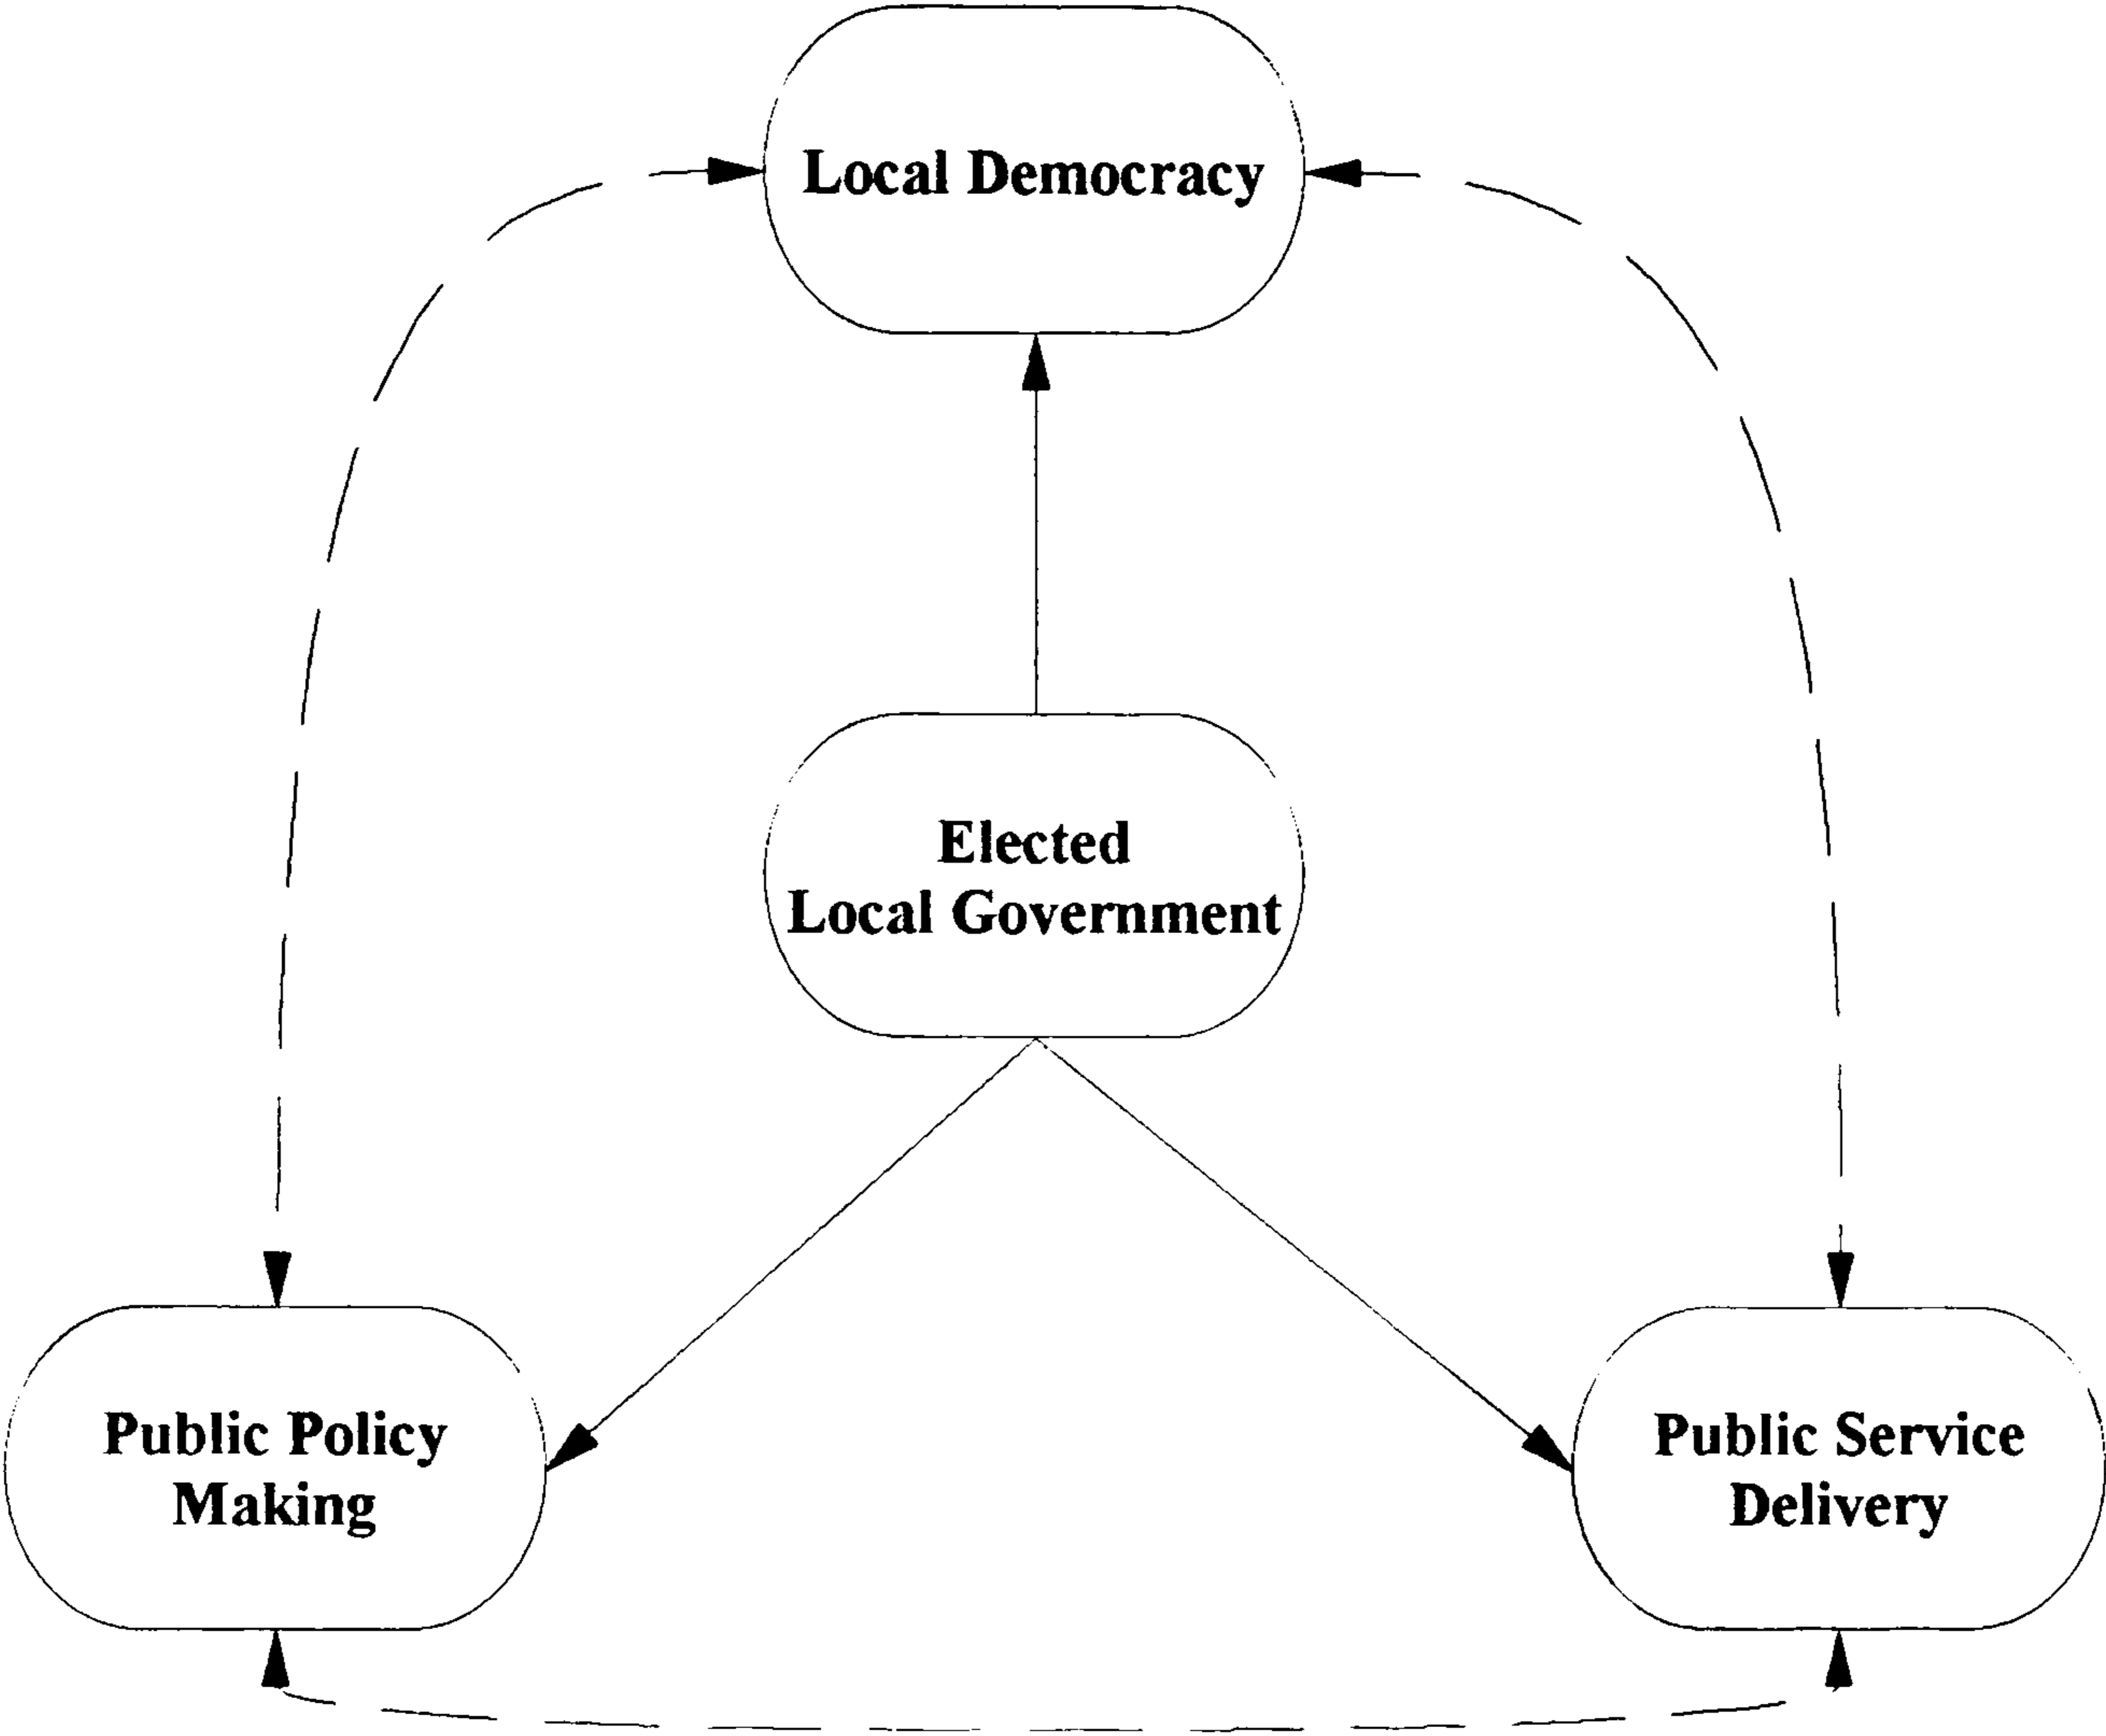 Local Democracy
Elected
Local Government
Public Policy
Making
Public Service
Delivery